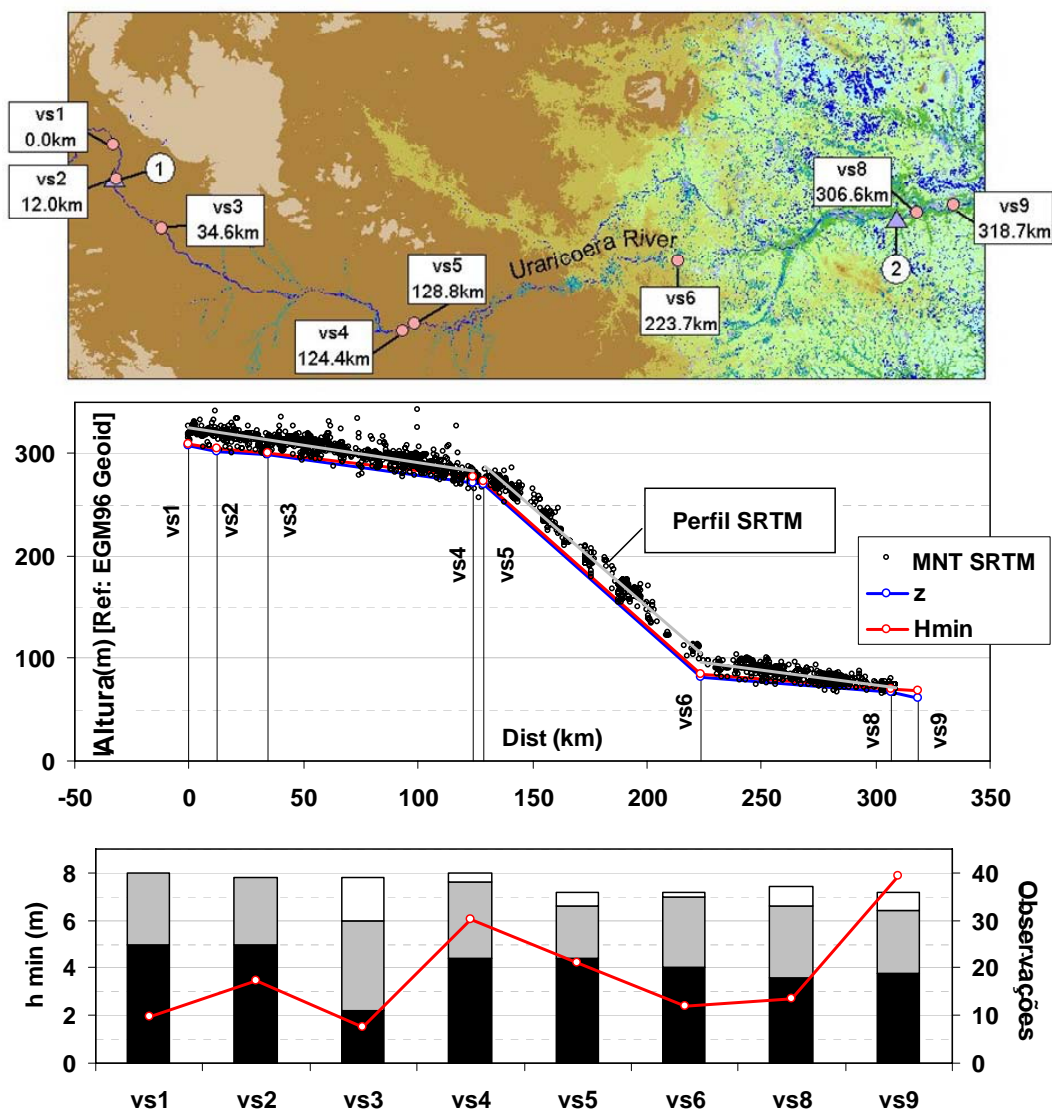 vs1
0.0km
1
vs2
12.0km
vs3
34.6km
vs8
306.6km
vs9
318.7km
Uraricoera River
vs5
128.8km
2
vs6
223.7km
vs4
124.4km
Altura(m) [Ref: EGM96 Geoid]
300
200
100
0
vs1
vs2
vs3
vs4
vs5
vs6
vs8
vs9
Perfil SRTM
MNT SRTM
z
Hmin
Dist (km)
-50
0
50
100
150
200
250
300
350
h min (m)
8
6
4
2
0
40
30
20
10
0
Observações
vs1
vs2
vs3
vs4
vs5
vs6
vs8
vs9